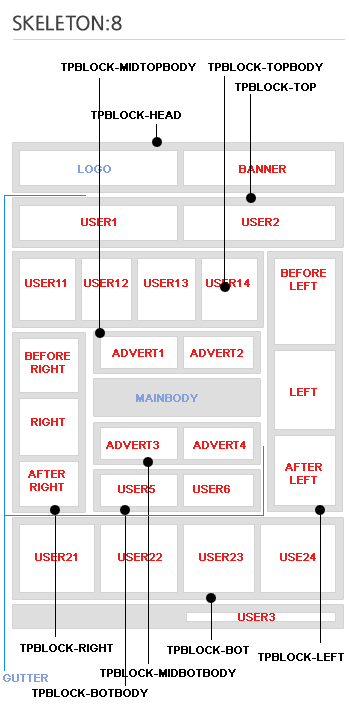 SKELETON:8
TPBLOCK-MIDTOPBODY
TPBLOCK-TOPBODY
TPBLOCK-TOP
TPBLOCK-HEAD
LOGO
BANNER
USER1
USER2
USER11
USER12
USER13
USER14
BEFORE
LEFT
BEFORE
RIGHT
ADVERT1
ADVERT2
LEFT
MAINBODY
RIGHT
ADVERT3
ADVERT4
AFTER
RIGHT
AFTER
LEFT
USER5
USER6
USER21
USER22
USER23
USE24
USER3
TPBLOCK-RIGHT
TPBLOCK-BOT
TPBLOCK-LEFT
TPBLOCK-MIDBOTBODY
GUTTER
TPBLOCK-BOTBODY